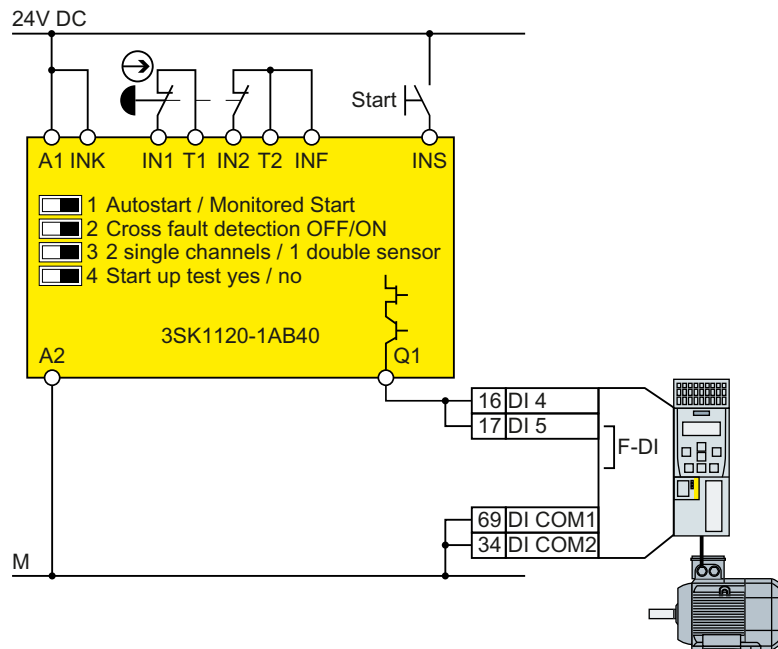 24V DC
Start
A1 INK IN1 T1 IN2 T2 INF INS
1 Autostart / Monitored Start
2 Cross fault detection OFF/ON
3 2 single channels / 1 double sensor
4 Start up test yes / no
3SK1120-1AB40
A2 Q1
16 DI 4
17 DI 5
F-DI
69 DI COM1
34 DI COM2
M